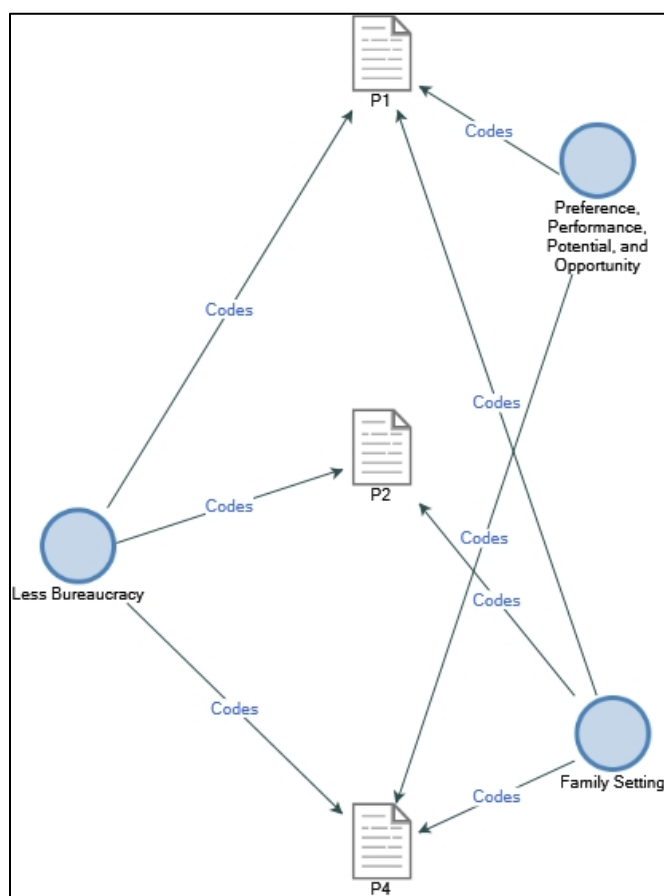 P1
Codes
Preference,
Performance,
Potential, and
Opportunity
Codes
Codes
P2
Codes
Codes
Codes
Less Bureaucracy
Codes
Codes
Family Setting
P4